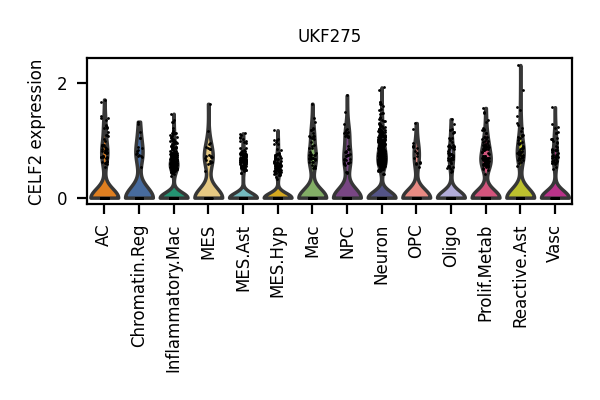 UKF275
CELF2 expression
2
0
AC
Chromatin.Reg
Inflammatory.Mac
MES
MES.Ast
MES.Hyp
Mac
NPC
Neuron
OPC
Oligo
Prolif.Metab
Reactive.Ast
Vasc